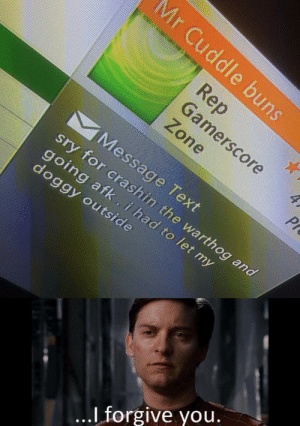 Mr Cuddle buns
Rep
Gamerscore
Zone
Message Text
sry for crashin the warthog and
going afk . i had to let my
doggy outside
...I forgive you.